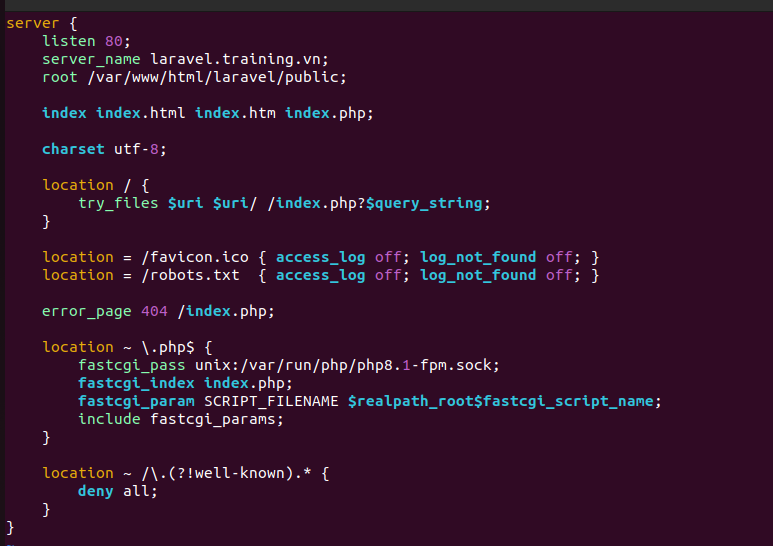 server {
    listen 80;
    server_name laravel.training.vn;
    root /var/www/html/laravel/public;

    index index.html index.htm index.php;

    charset utf-8;

    location / {
        try_files $uri $uri/ /index.php?$query_string;
    }

    location = /favicon.ico { access_log off; log_not_found off; }
    location = /robots.txt  { access_log off; log_not_found off; }

    error_page 404 /index.php;

    location ~ \.php$ {
        fastcgi_pass unix:/var/run/php/php8.1-fpm.sock;
        fastcgi_index index.php;
        fastcgi_param SCRIPT_FILENAME $realpath_root$fastcgi_script_name;
        include fastcgi_params;
    }

    location ~ /\.(?!well-known).* {
        deny all;
    }
}
~